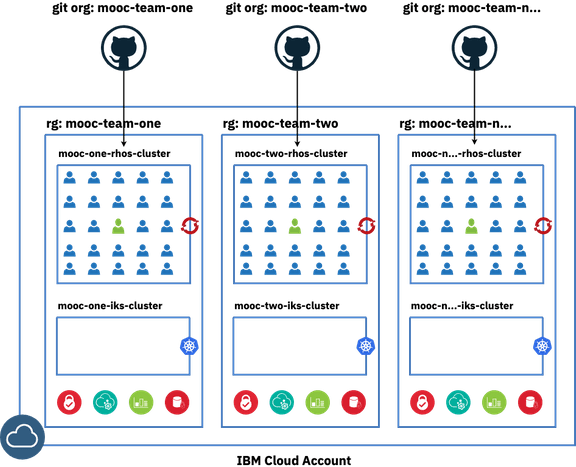 git org: mooc-team-one
git org: mooc-team-two
git org: mooc-team-n...
rg: mooc-team-one
rg: mooc-team-two
rg: mooc-team-n...
mooc-one-rhos-cluster
mooc-two-rhos-cluster
mooc-n...-rhos-cluster
mooc-one-iks-cluster
mooc-two-iks-cluster
mooc-n...-iks-cluster
IBM Cloud Account